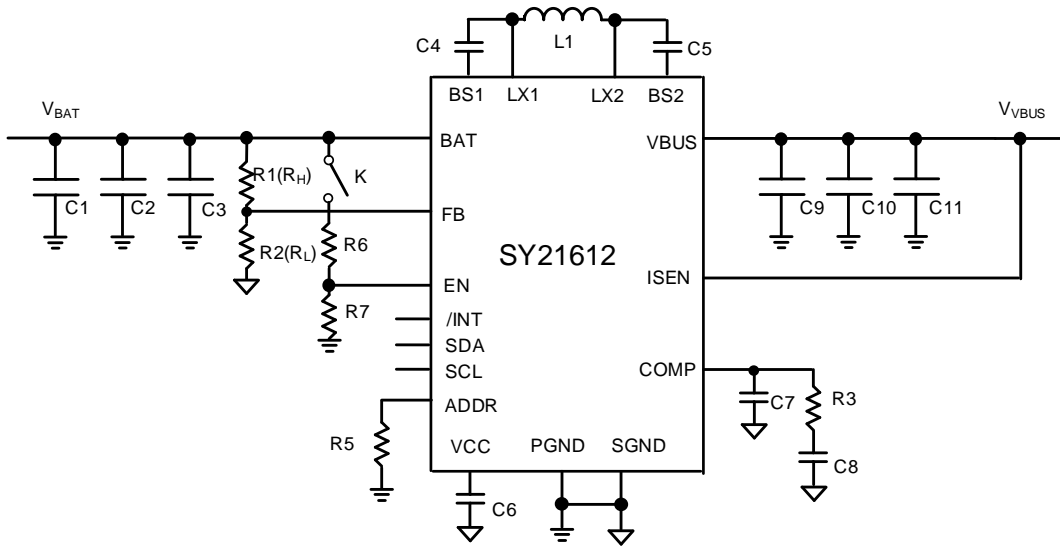 C4
L1
C5
BS1
LX1
LX2
BS2
VBAT
VVBUS
BAT
VBUS
R1(RH)
K
C1
C2
C3
C9
C10
C11
FB
R2(RL)
R6
SY21612
EN
ISEN
R7
/INT
SDA
SCL
COMP
ADDR
C7
R3
R5
VCC
PGND
SGND
C8
C6